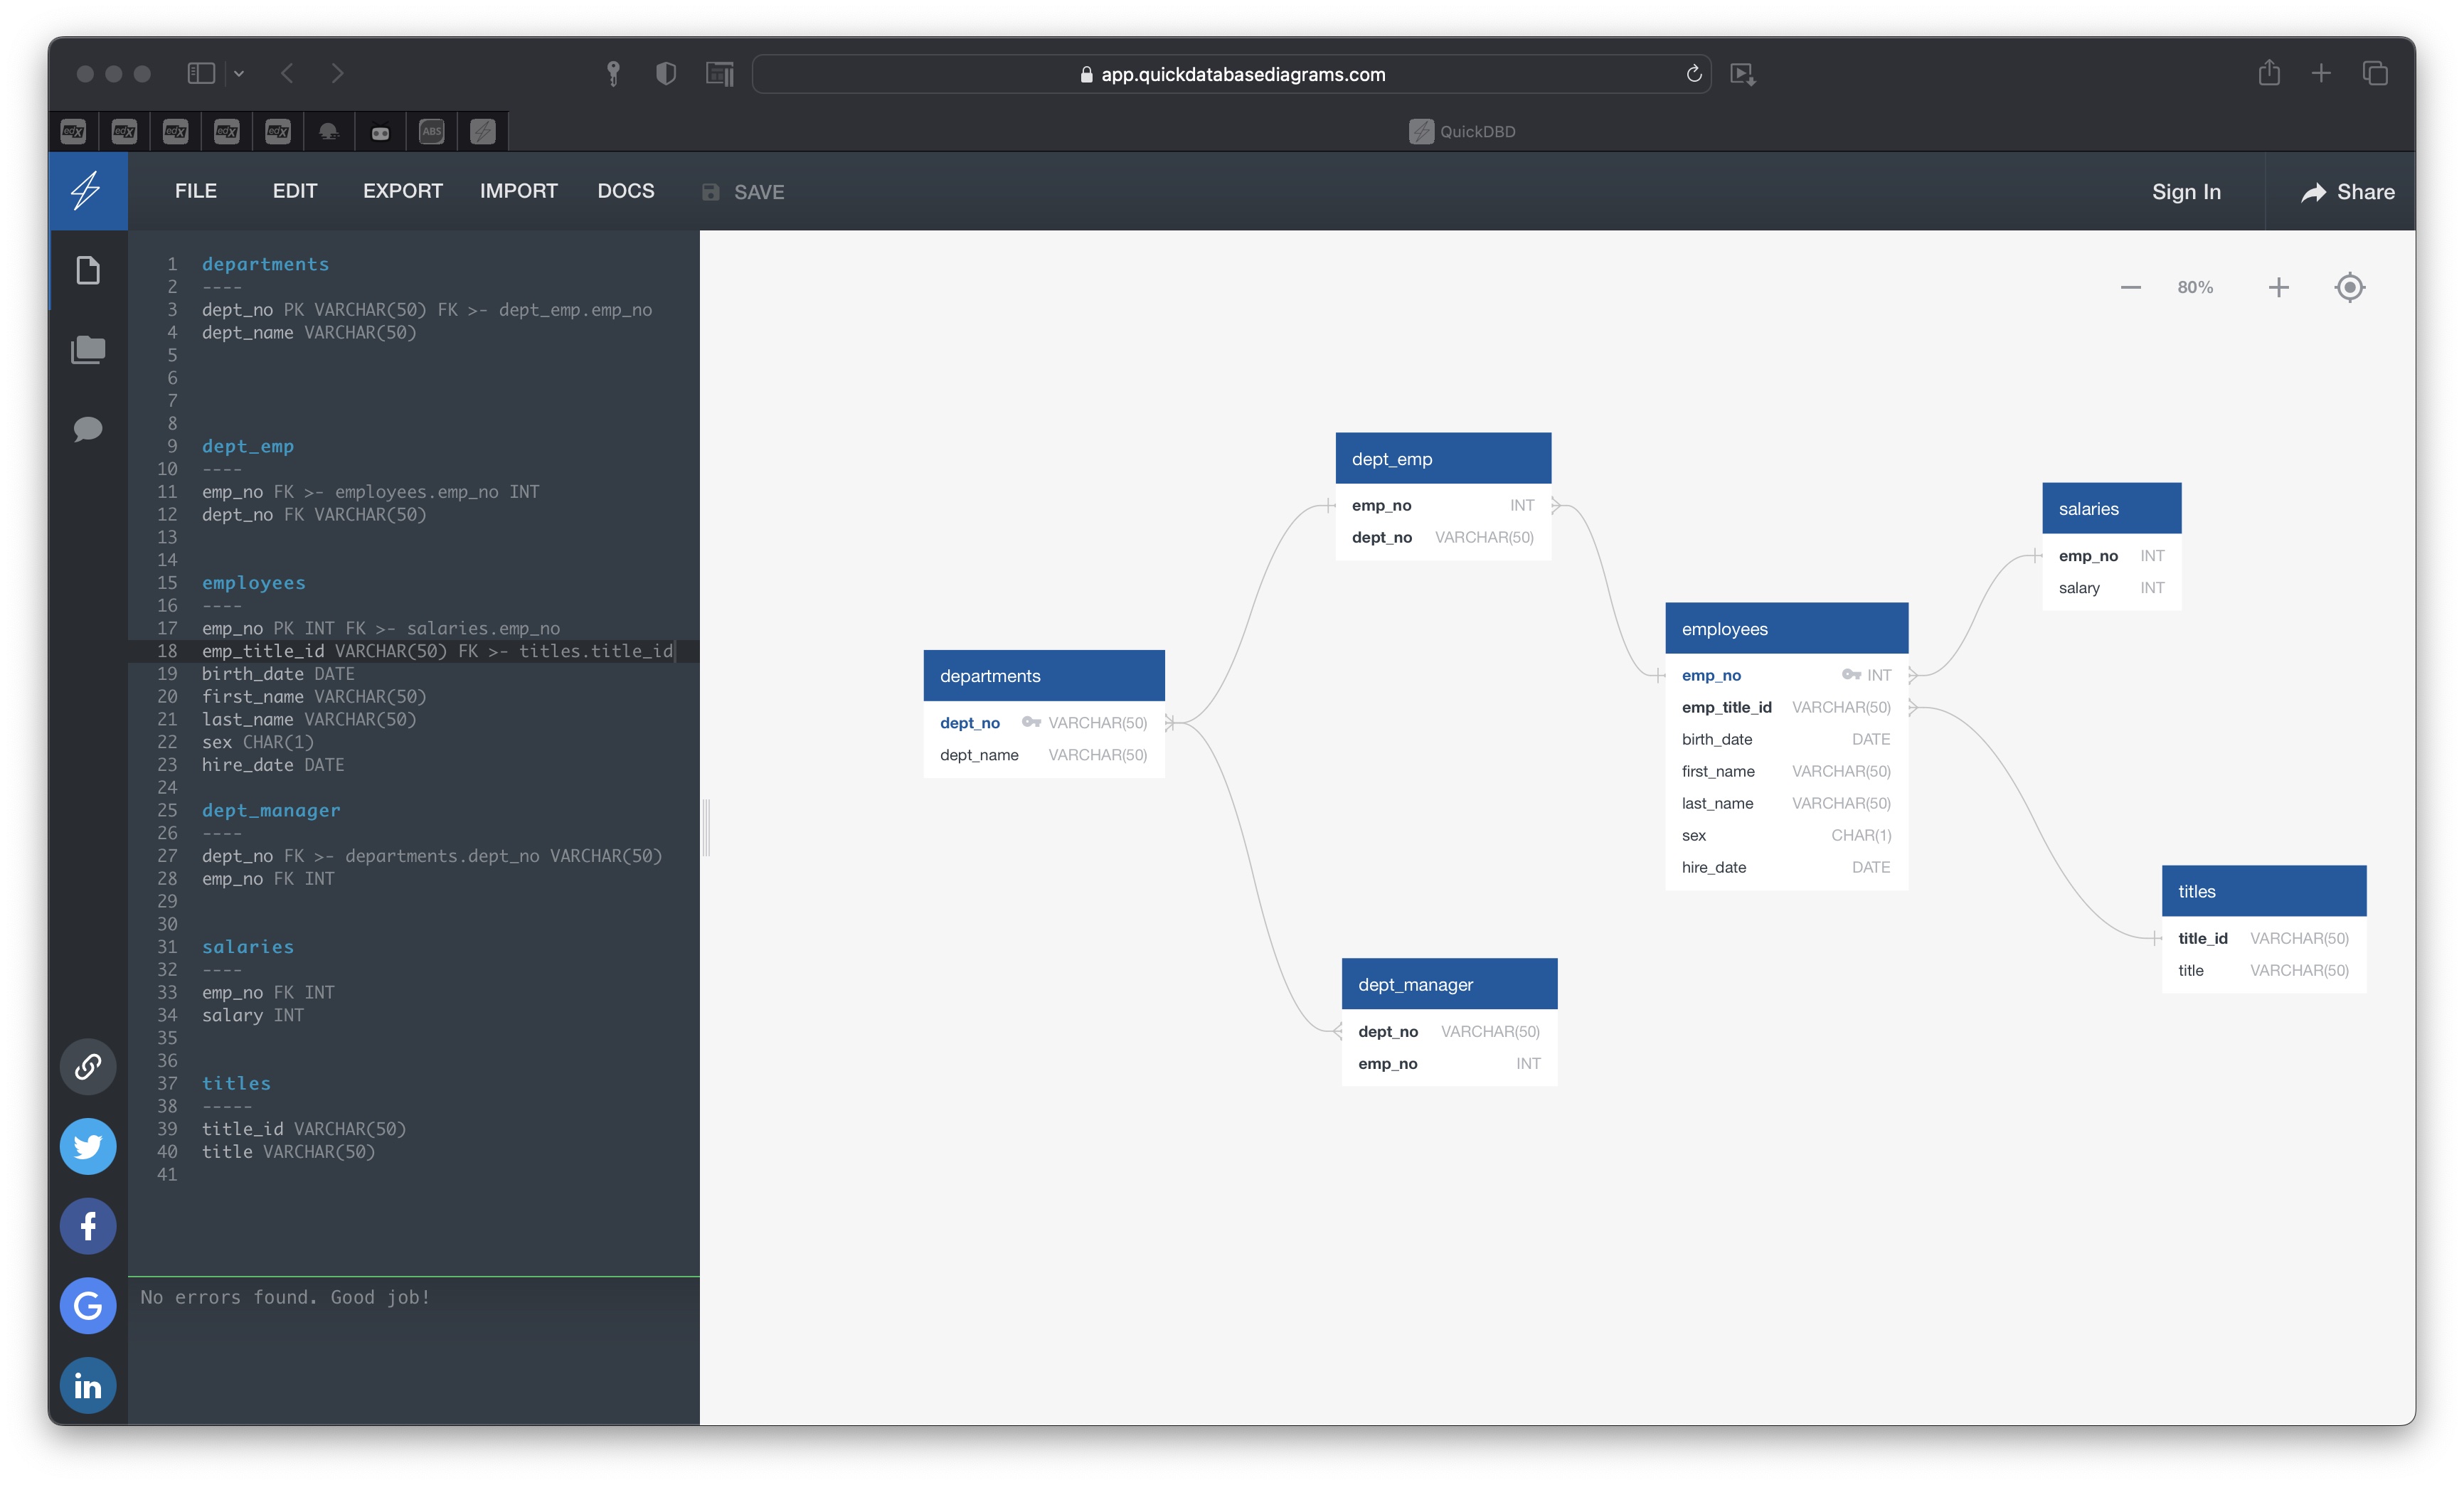 app.quickdatabasediagrams.com
edX
edX
edX
edX
edX
ABS
QuickDBD
FILE EDIT EXPORT IMPORT DOCS SAVE Sign In Share
1 departments
2 ----
3 dept_no PK VARCHAR(50) FK >- dept_emp.emp_no
4 dept_name VARCHAR(50)
5
6
7
8
9 dept_emp
10 ----
11 emp_no FK >- employees.emp_no INT
12 dept_no FK VARCHAR(50)
13
14
15 employees
16 ----
17 emp_no PK INT FK >- salaries.emp_no
18 emp_title_id VARCHAR(50) FK >- titles.title_id
19 birth_date DATE
20 first_name VARCHAR(50)
21 last_name VARCHAR(50)
22 sex CHAR(1)
23 hire_date DATE
24
25 dept_manager
26 ----
27 dept_no FK >- departments.dept_no VARCHAR(50)
28 emp_no FK INT
29
30
31 salaries
32 ----
33 emp_no FK INT
34 salary INT
35
36
37 titles
38 -----
39 title_id VARCHAR(50)
40 title VARCHAR(50)
41
No errors found. Good job!
80%
departments
dept_no VARCHAR(50)
dept_name VARCHAR(50)
dept_emp
emp_no INT
dept_no VARCHAR(50)
employees
emp_no INT
emp_title_id VARCHAR(50)
birth_date DATE
first_name VARCHAR(50)
last_name VARCHAR(50)
sex CHAR(1)
hire_date DATE
salaries
emp_no INT
salary INT
titles
title_id VARCHAR(50)
title VARCHAR(50)
dept_manager
dept_no VARCHAR(50)
emp_no INT